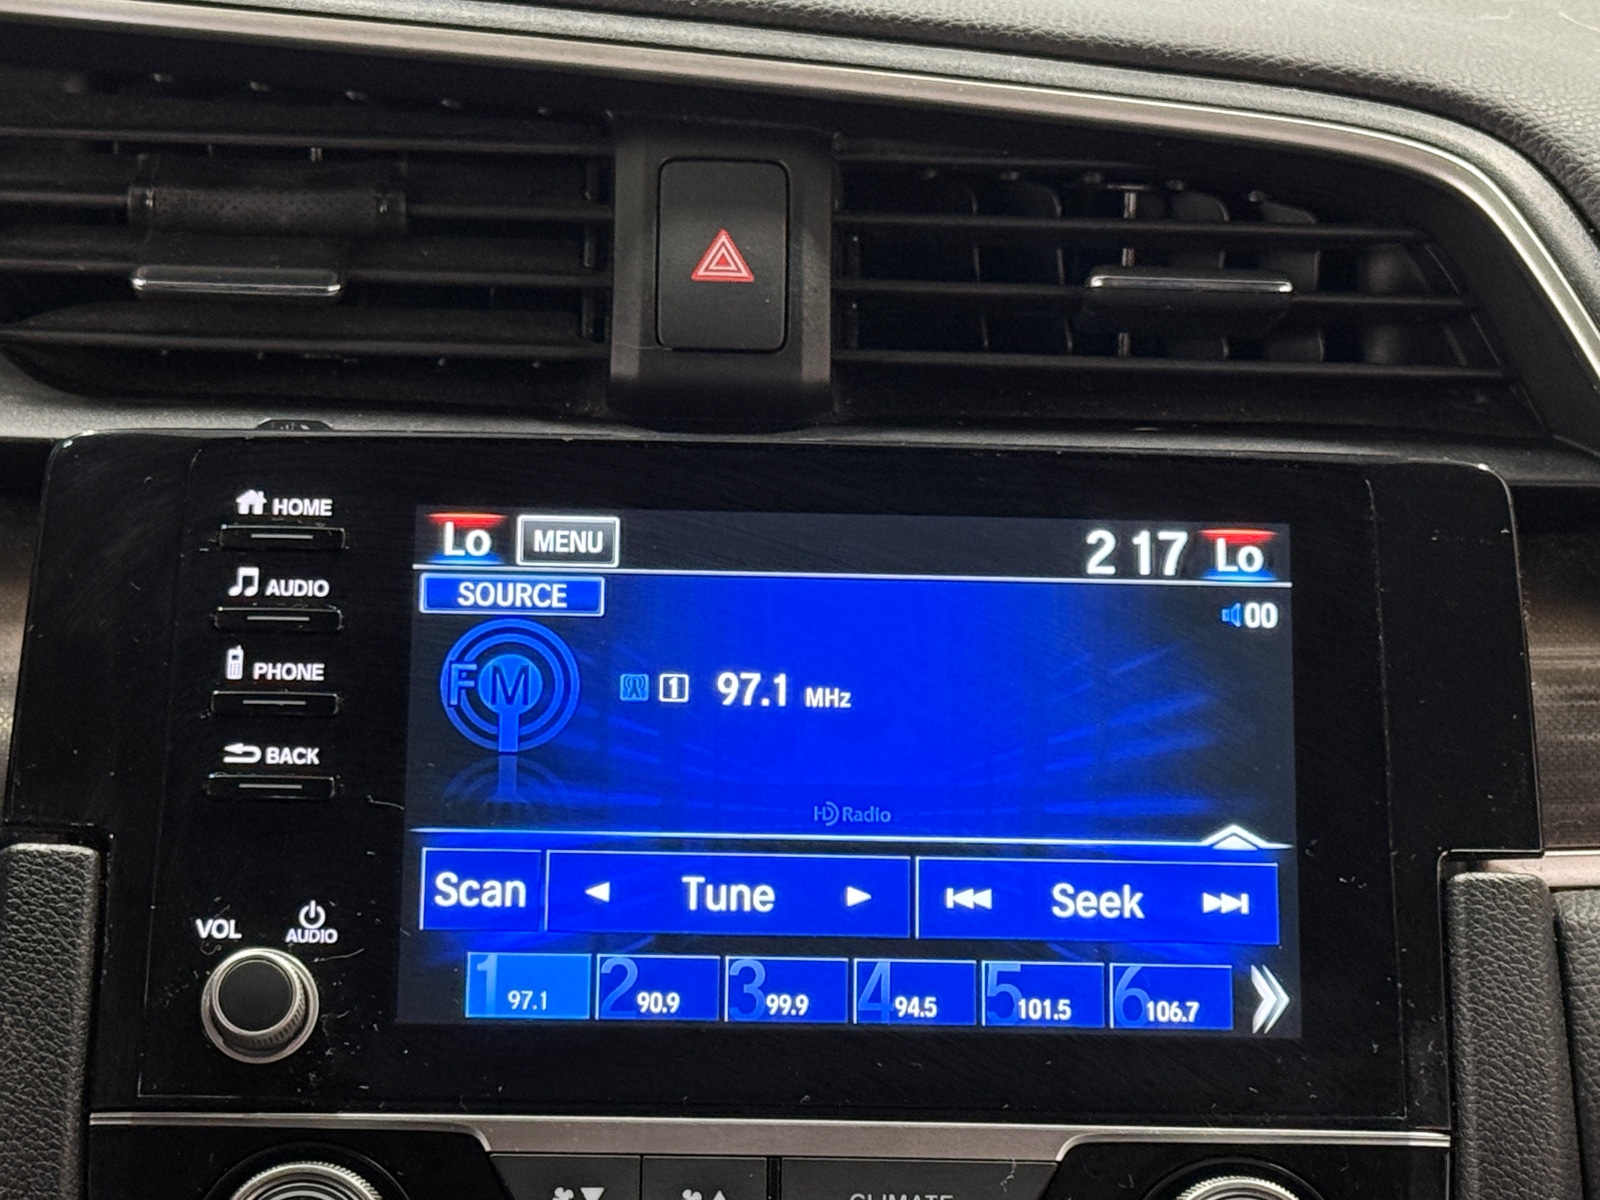 HOME
AUDIO
PHONE
BACK
VOL
AUDIO
Lo MENU 2 17 Lo
SOURCE
00
FM
1 97.1 MHz
HD Radio
Scan Tune Seek
1 97.1 2 90.9 3 99.9 4 94.5 5 101.5 6 106.7
CLIMATE